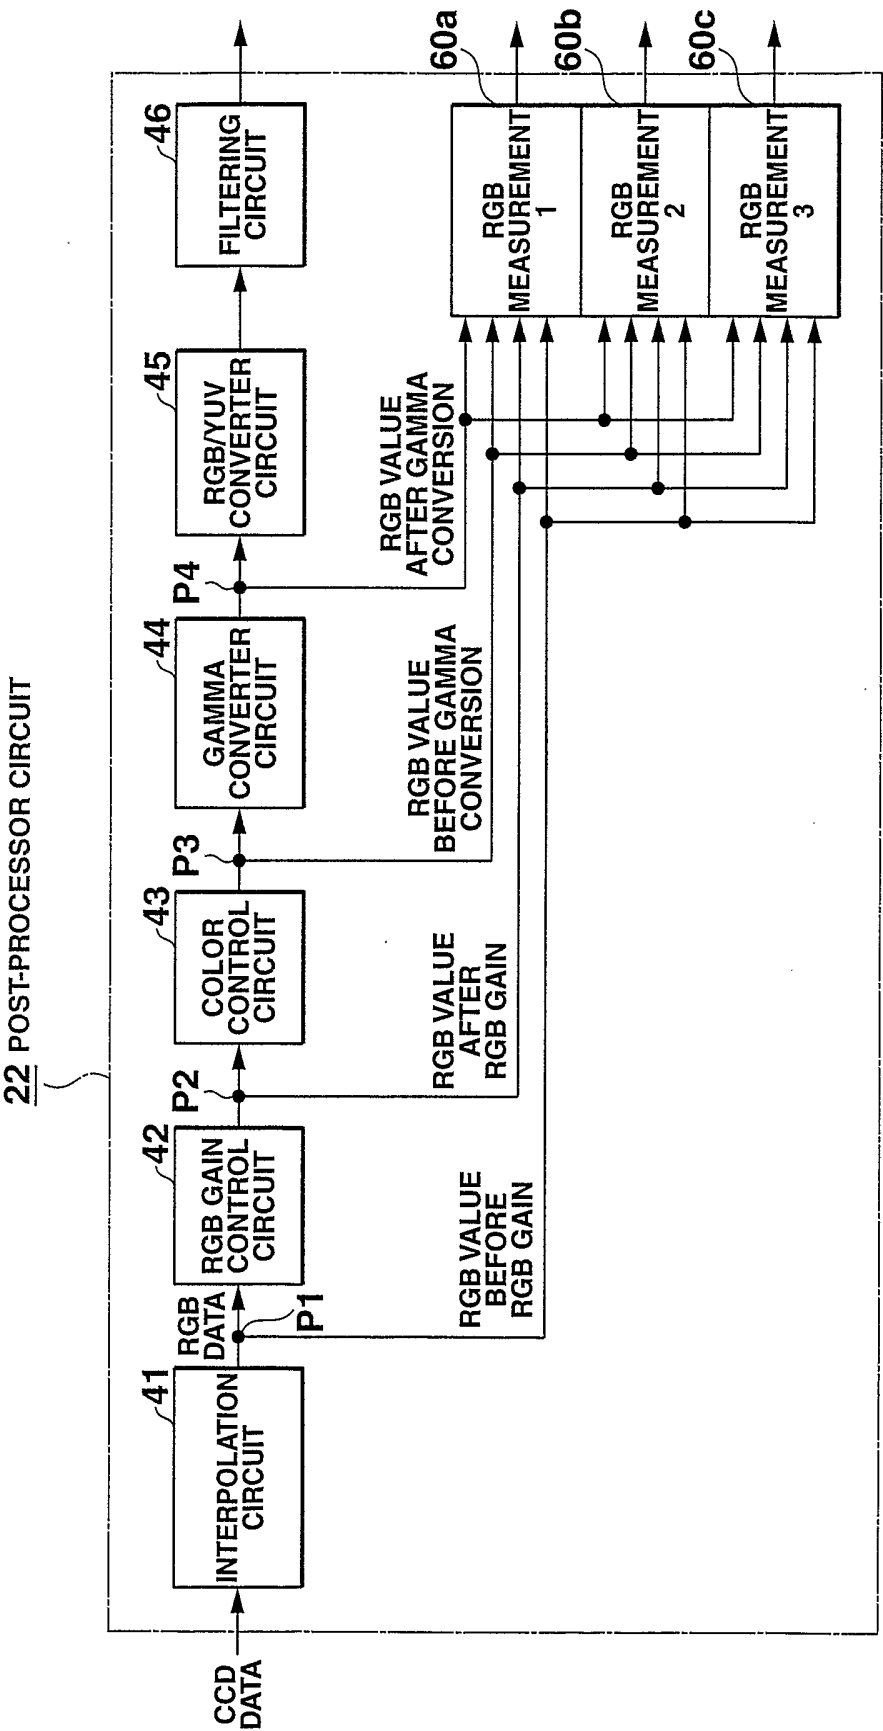 22 POST-PROCESSOR CIRCUIT
CCD
DATA
41
INTERPOLATION
CIRCUIT
RGB
DATA
P1
42
RGB GAIN
CONTROL
CIRCUIT
P2
43
COLOR
CONTROL
CIRCUIT
P3
44
GAMMA
CONVERTER
CIRCUIT
P4
45
RGB/YUV
CONVERTER
CIRCUIT
46
FILTERING
CIRCUIT
RGB VALUE
BEFORE
RGB GAIN
RGB VALUE
AFTER
RGB GAIN
RGB VALUE
BEFORE GAMMA
CONVERSION
RGB VALUE
AFTER GAMMA
CONVERSION
60a
RGB
MEASUREMENT
1
60b
RGB
MEASUREMENT
2
60c
RGB
MEASUREMENT
3